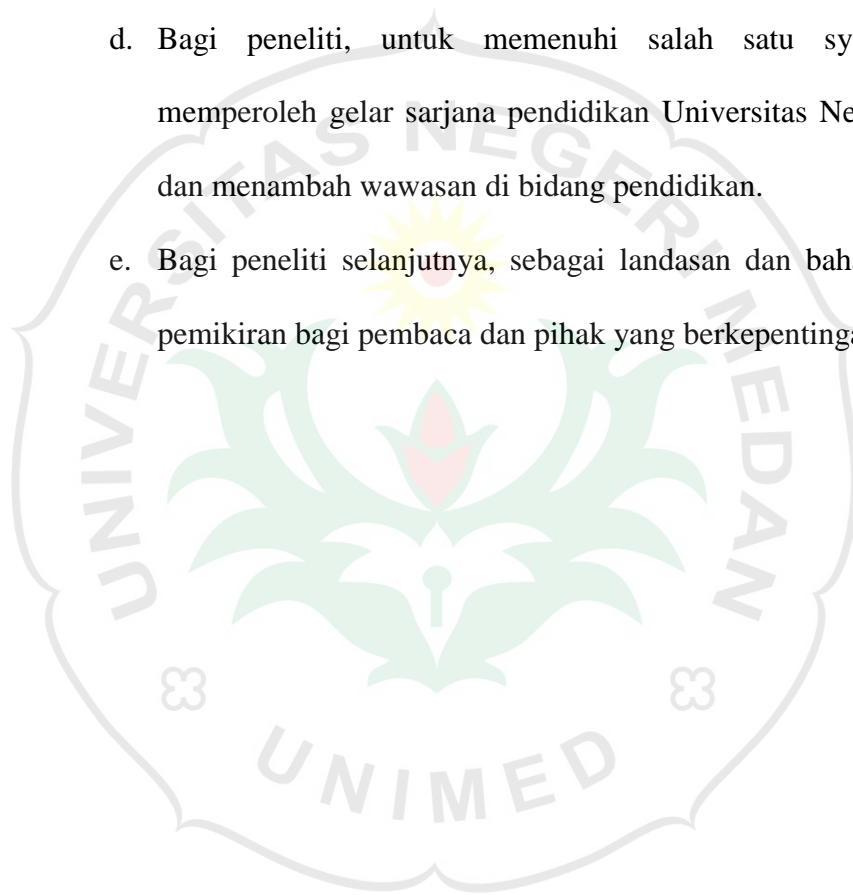 d. Bagi peneliti, untuk memenuhi salah satu sy
memperoleh gelar sarjana pendidikan Universitas Ne
dan menambah wawasan di bidang pendidikan.
e. Bagi peneliti selanjutnya, sebagai landasan dan bah
pemikiran bagi pembaca dan pihak yang berkepentinga
UNIVERSITAS NEGERI MEDAN
UNIMED